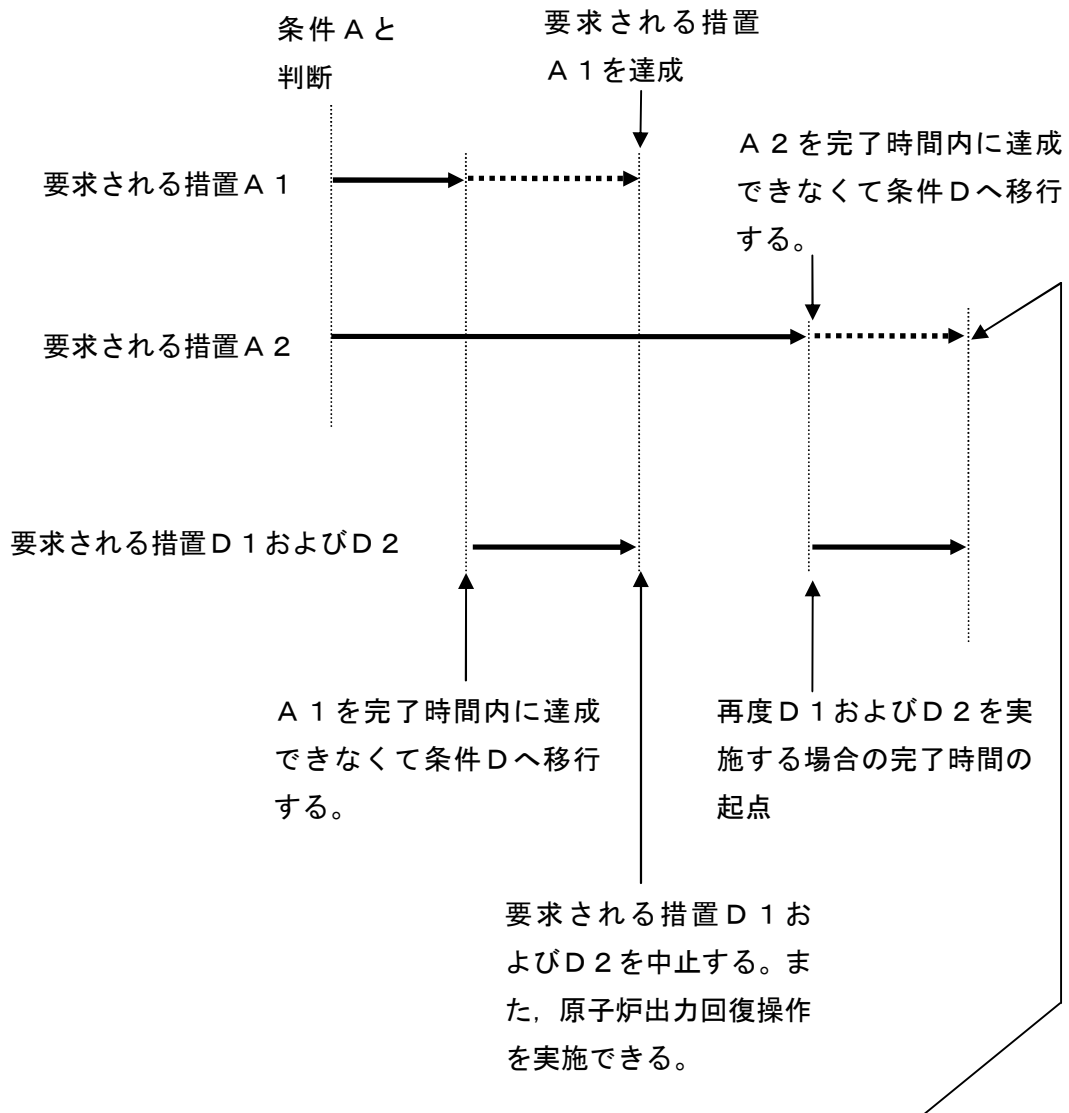 条件Ａと
判断
要求される措置
Ａ１を達成
要求される措置Ａ１
Ａ２を完了時間内に達成
できなくて条件Ｄへ移行
する。
要求される措置Ａ２
要求される措置Ｄ１およびＤ２
Ａ１を完了時間内に達成
できなくて条件Ｄへ移行
する。
再度Ｄ１およびＤ２を実
施する場合の完了時間の
起点
要求される措置Ｄ１お
よびＤ２を中止する。ま
た，原子炉出力回復操作
を実施できる。